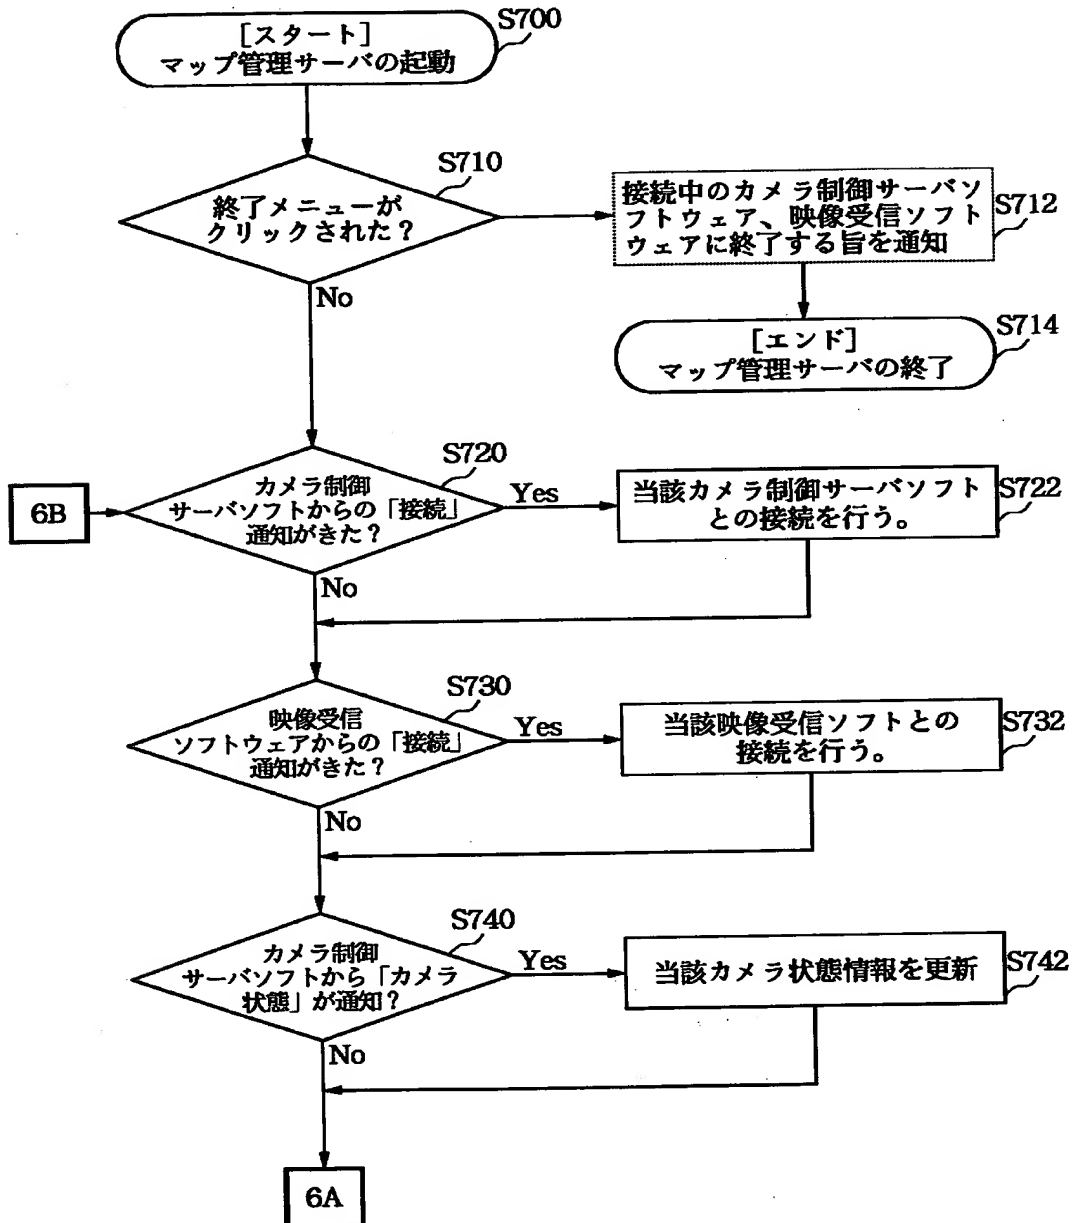 [スタート]
マップ管理サーバの起動
S700
終了メニューが
クリックされた？
S710
接続中のカメラ制御サーバソ
フトウェア、映像受信ソフト
ウェアに終了する旨を通知
S712
No
[エンド]
マップ管理サーバの終了
S714
6B
カメラ制御
サーバソフトからの「接続」
通知がきた？
S720
Yes
当該カメラ制御サーバソフト
との接続を行う。
S722
No
映像受信
ソフトウェアからの「接続」
通知がきた？
S730
Yes
当該映像受信ソフトとの
接続を行う。
S732
No
カメラ制御
サーバソフトから「カメラ
状態」が通知？
S740
Yes
当該カメラ状態情報を更新
S742
No
6A